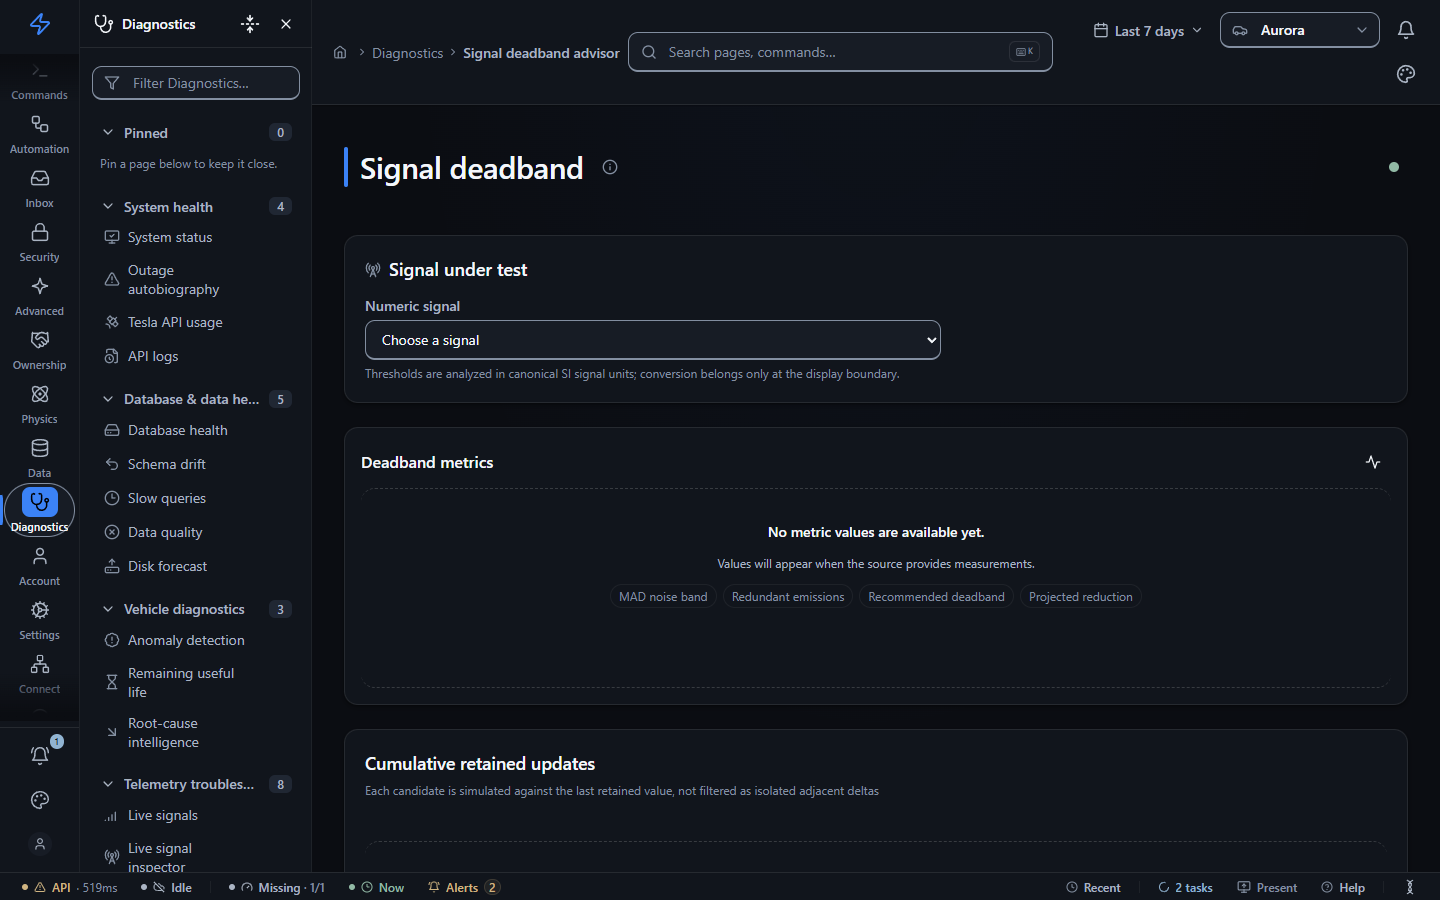 Commands
Automation
Inbox
Security
Advanced
Ownership
Physics
Data
Diagnostics
Account
Settings
Connect
1
Diagnostics
Filter Diagnostics...
Pinned
0
Pin a page below to keep it close.
System health
4
System status
Outage
autobiography
Tesla API usage
API logs
Database & data he...
5
Database health
Schema drift
Slow queries
Data quality
Disk forecast
Vehicle diagnostics
3
Anomaly detection
Remaining useful
life
Root-cause
intelligence
Telemetry troubles...
8
Live signals
Live signal
inspector
Diagnostics
Signal deadband advisor
Search pages, commands...
K
Last 7 days
Aurora
Signal deadband
Signal under test
Numeric signal
Choose a signal
Thresholds are analyzed in canonical SI signal units; conversion belongs only at the display boundary.
Deadband metrics
No metric values are available yet.
Values will appear when the source provides measurements.
MAD noise band
Redundant emissions
Recommended deadband
Projected reduction
Cumulative retained updates
Each candidate is simulated against the last retained value, not filtered as isolated adjacent deltas
API · 519ms
Idle
Missing · 1/1
Now
Alerts 2
Recent
2 tasks
Present
Help